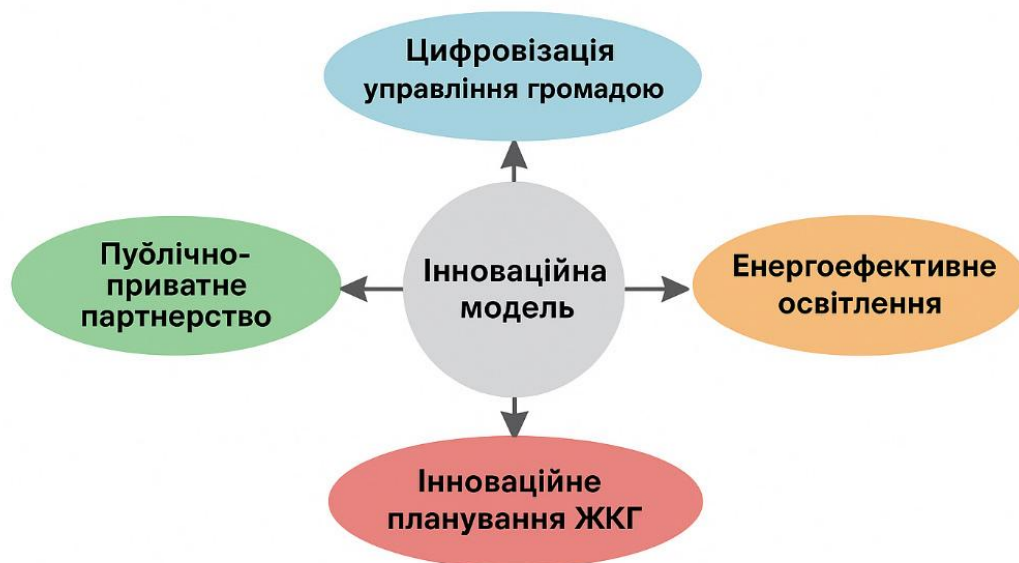 Цифровізація
управління громадою
Публічно-
приватне
партнерство
Інноваційна
модель
Енергоефективне
освітлення
Інноваційне
планування ЖКГ